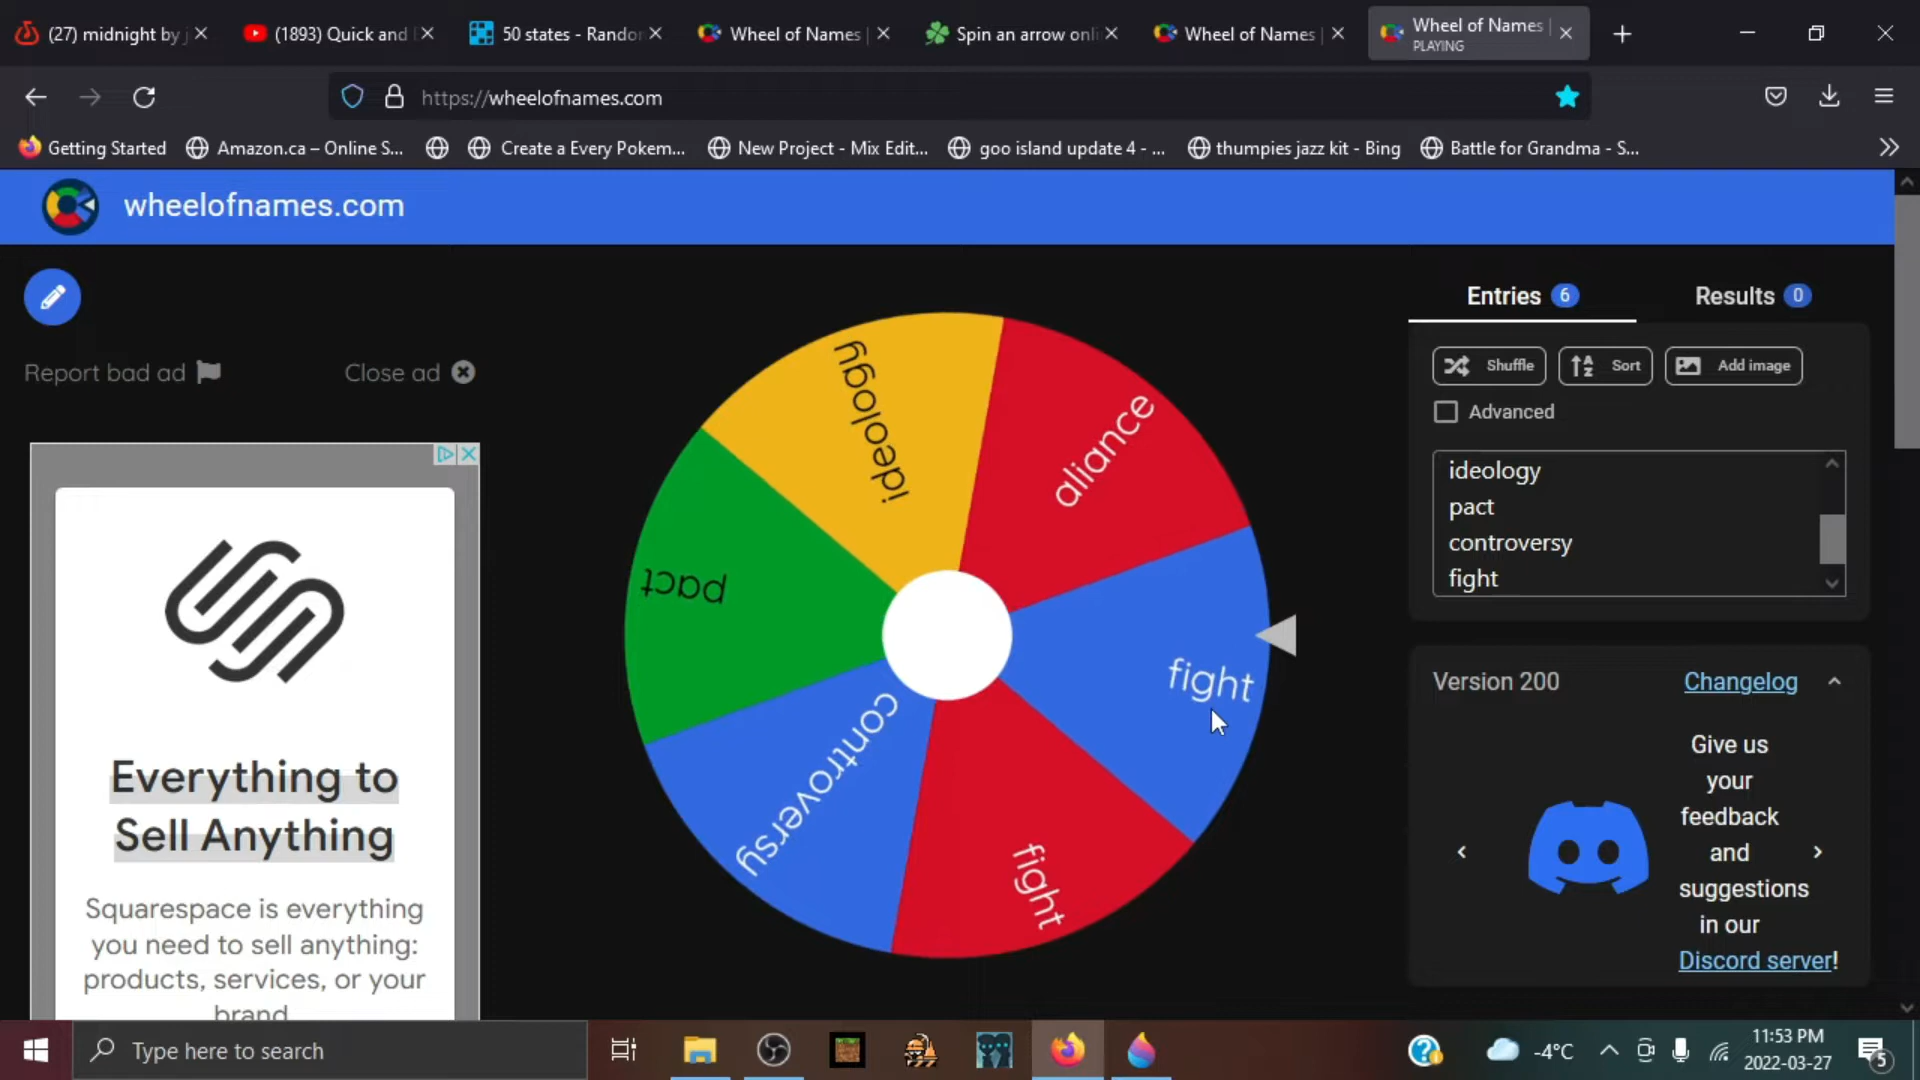 (27) midnight by j
(1893) Quick and
50 states - Randor
Wheel of Names |
Spin an arrow onli
Wheel of Names |
Wheel of Names |
PLAYING
https://wheelofnames.com
Getting Started
Amazon.ca – Online S...
Create a Every Pokem...
New Project - Mix Edit...
goo island update 4 - ...
thumpies jazz kit - Bing
Battle for Grandma - S...
wheelofnames.com
Report bad ad
Close ad
Everything to
Sell Anything
Squarespace is everything
you need to sell anything:
products, services, or your
brand
ideology
aliance
pact
fight
controversy
fight
Entries 6
Results 0
Shuffle
Sort
Add image
Advanced
ideology
pact
controversy
fight
Version 200
Changelog
Give us
your
feedback
and
suggestions
in our
Discord server!
Type here to search
-4°C
11:53 PM
2022-03-27
5